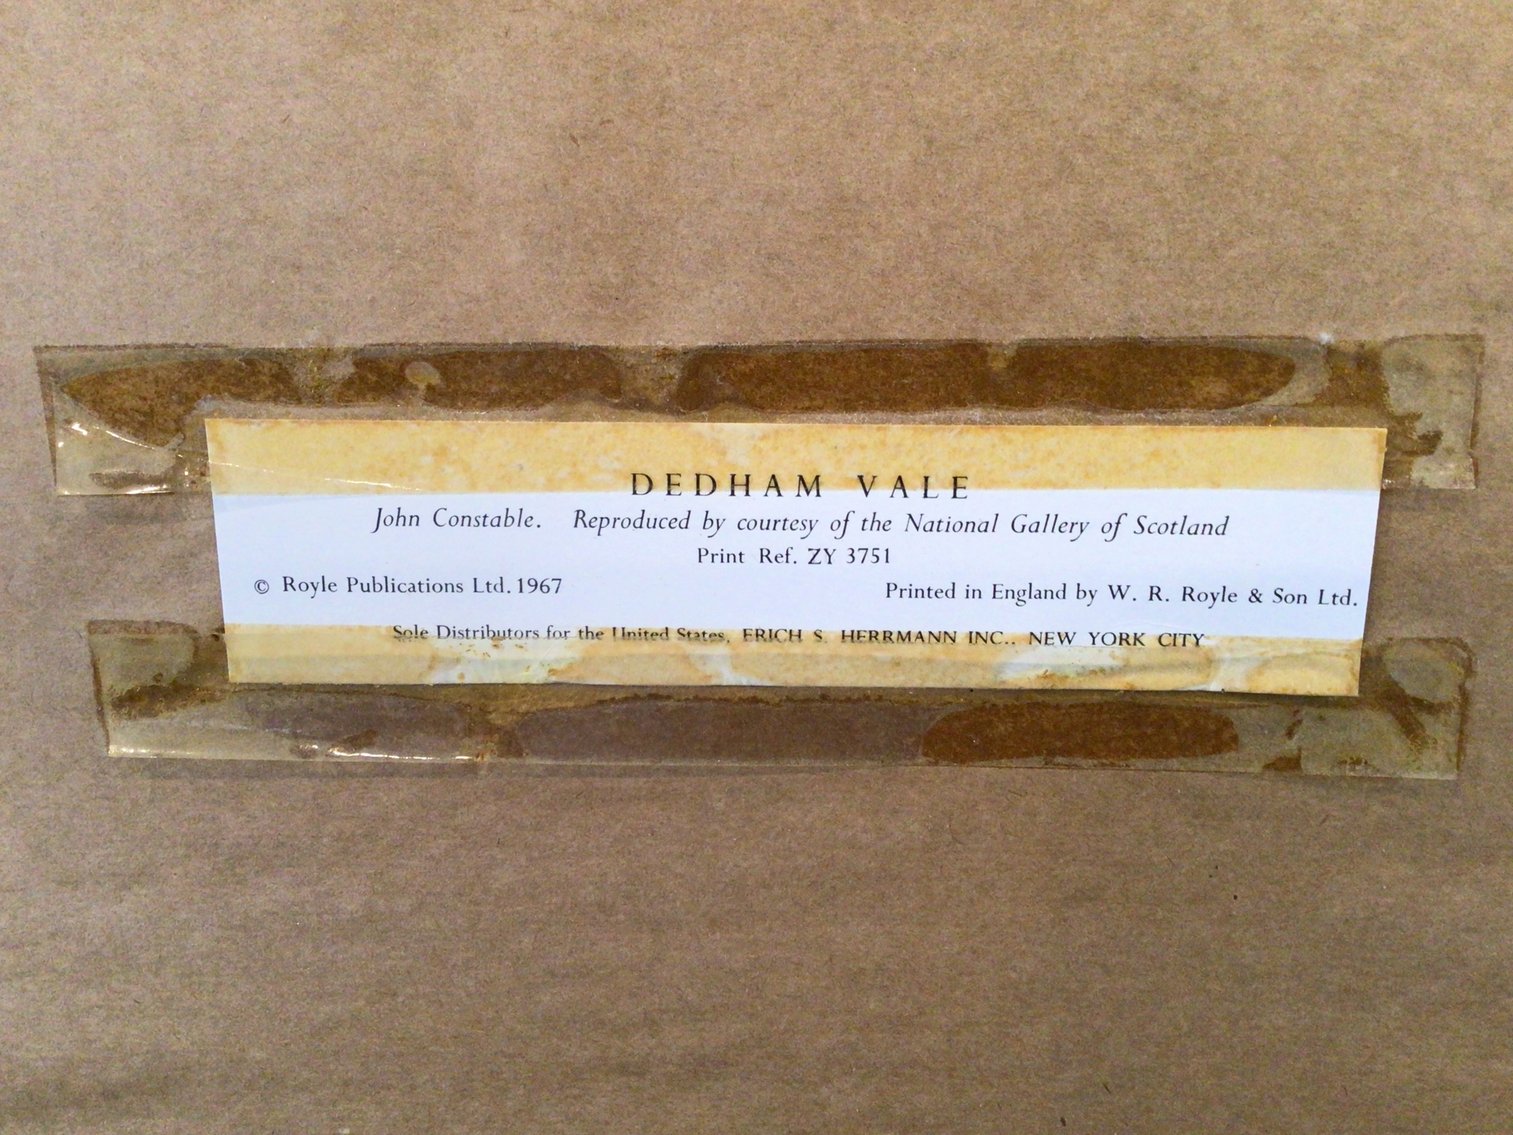 DEDHAM VALE
John Constable. Reproduced by courtesy of the National Gallery of Scotland
Print Ref. ZY 3751
© Royle Publications Ltd. 1967 Printed in England by W. R. Royle & Son Ltd.
Sole Distributors for the United States, ERICH S. HERRMANN INC., NEW YORK CITY